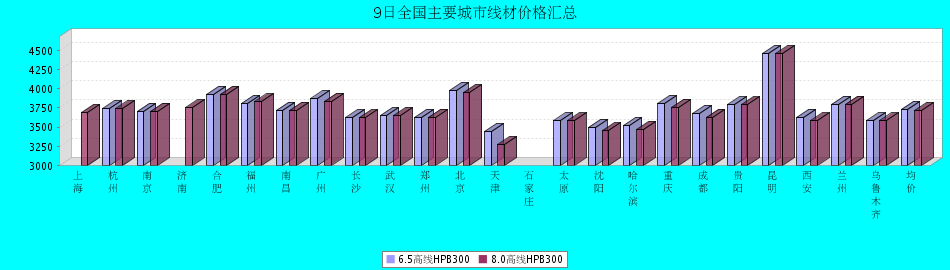 9日全国主要城市线材价格汇总
4500
4250
4000
3750
3500
3250
3000
上海 杭州 南京 济南 合肥 福州 南昌 广州 长沙 武汉 郑州 北京 天津 石家庄 太原 沈阳 哈尔滨 重庆 成都 贵阳 昆明 西安 兰州 乌鲁木齐 均价
6.5高线HPB300 8.0高线HPB300